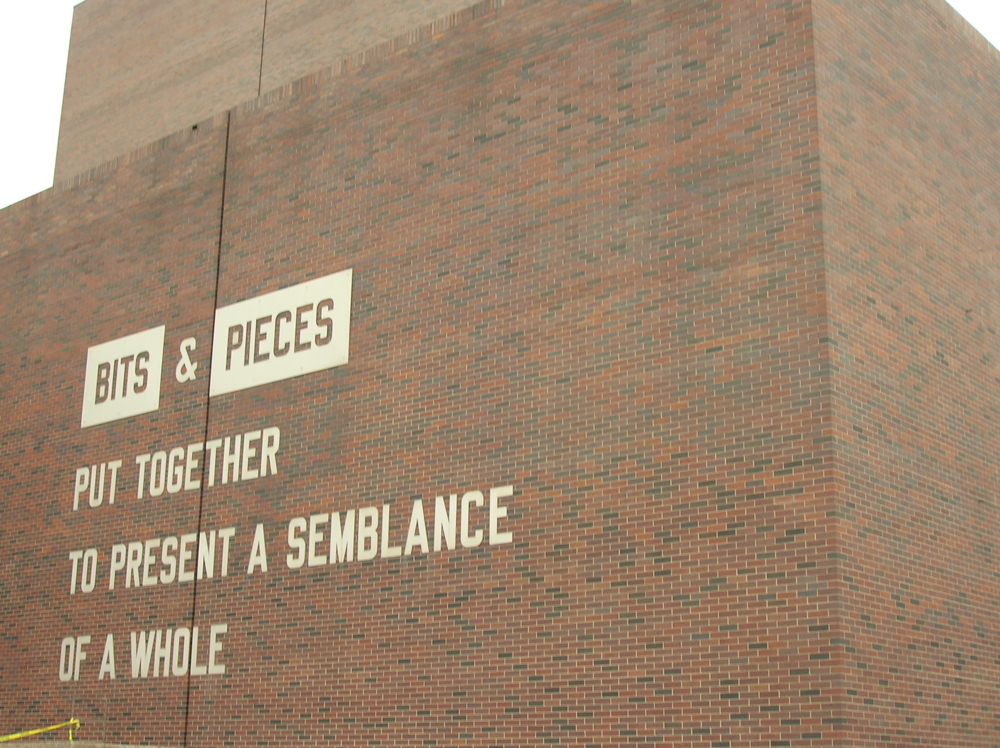 BITS & PIECES
PUT TOGETHER
TO PRESENT A SEMBLANCE
OF A WHOLE